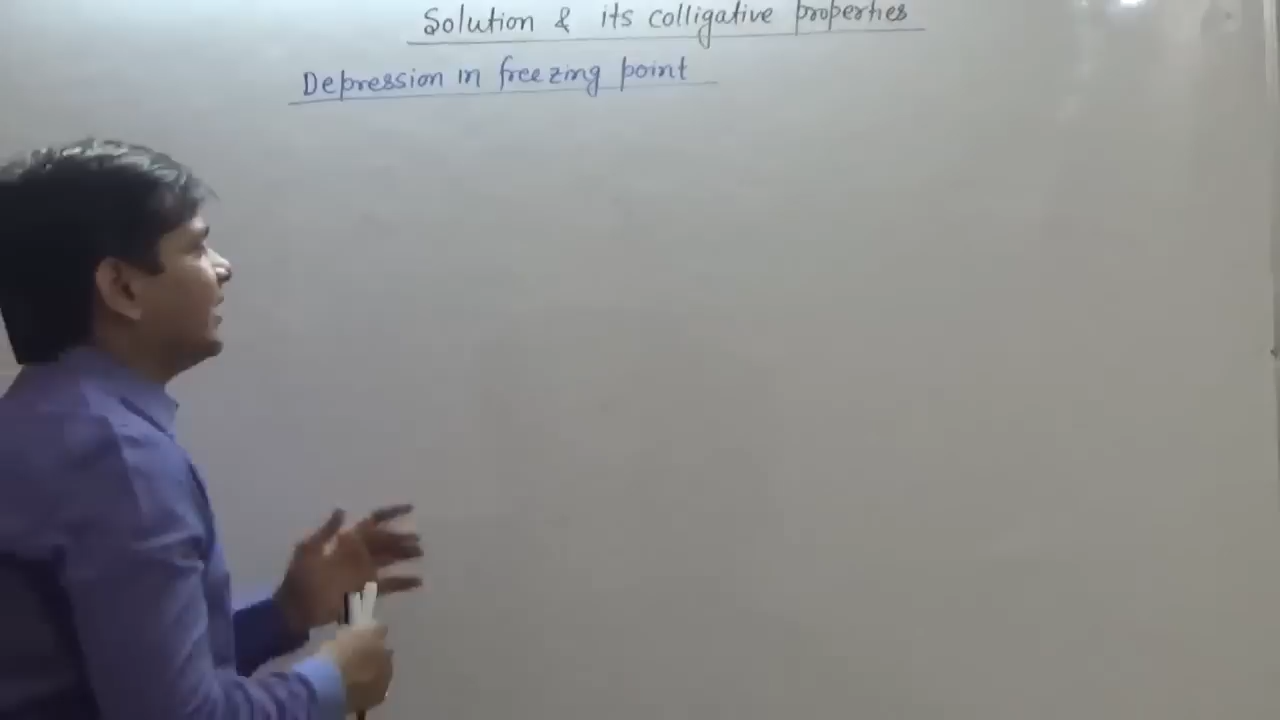 Solution & its colligative properties
Depression in freezing point